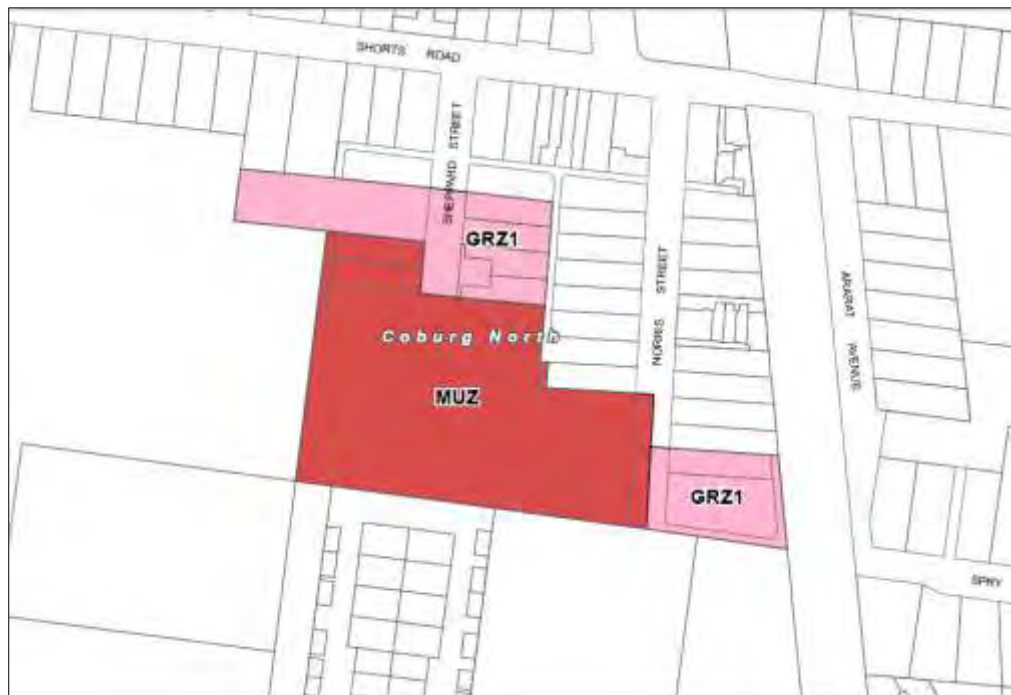 SHORTS ROAD
SHEPPARD STREET
GRZ1
NORRIS STREET
ARARAT AVENUE
Coburg North
MUZ
GRZ1
SPRY